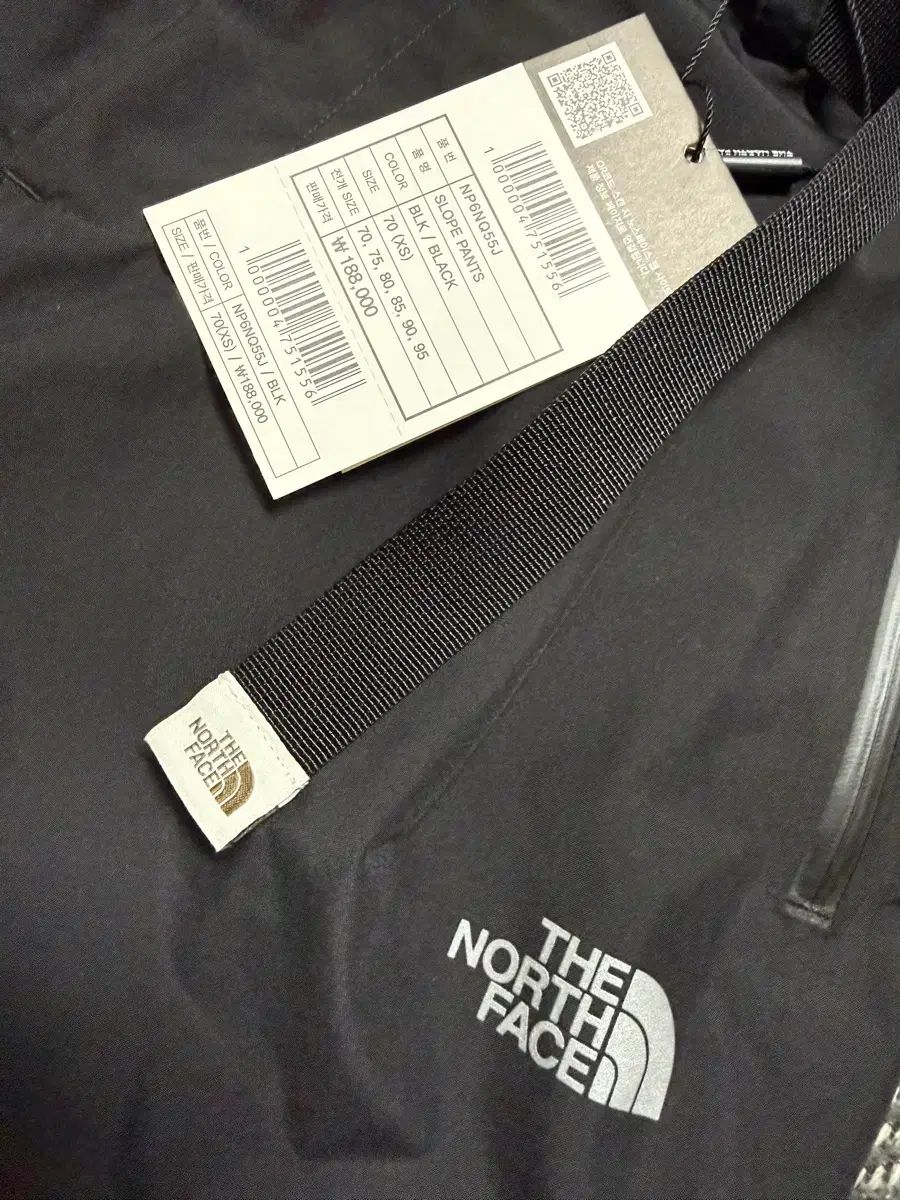 품번 NP6NQ55J
품명 SLOPE PANTS
COLOR BLK / BLACK
SIZE 70 (XS)
전개 SIZE 70, 75, 80, 85, 90, 95
판매가격 ₩ 188,000
1000004751556
1000004751556
품번 / COLOR NP6NQ55J / BLK
SIZE / 판매가격 70(XS) / ₩188,000
THE
NORTH
FACE
THE
NORTH
FACE